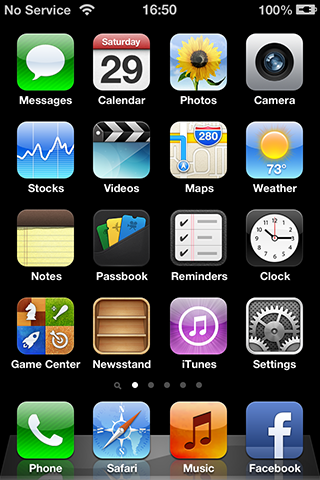 No Service 16:50 100%
Saturday
29
280
73°
Messages Calendar Photos Camera
Stocks Videos Maps Weather
Notes Passbook Reminders Clock
Game Center Newsstand iTunes Settings
Phone Safari Music Facebook